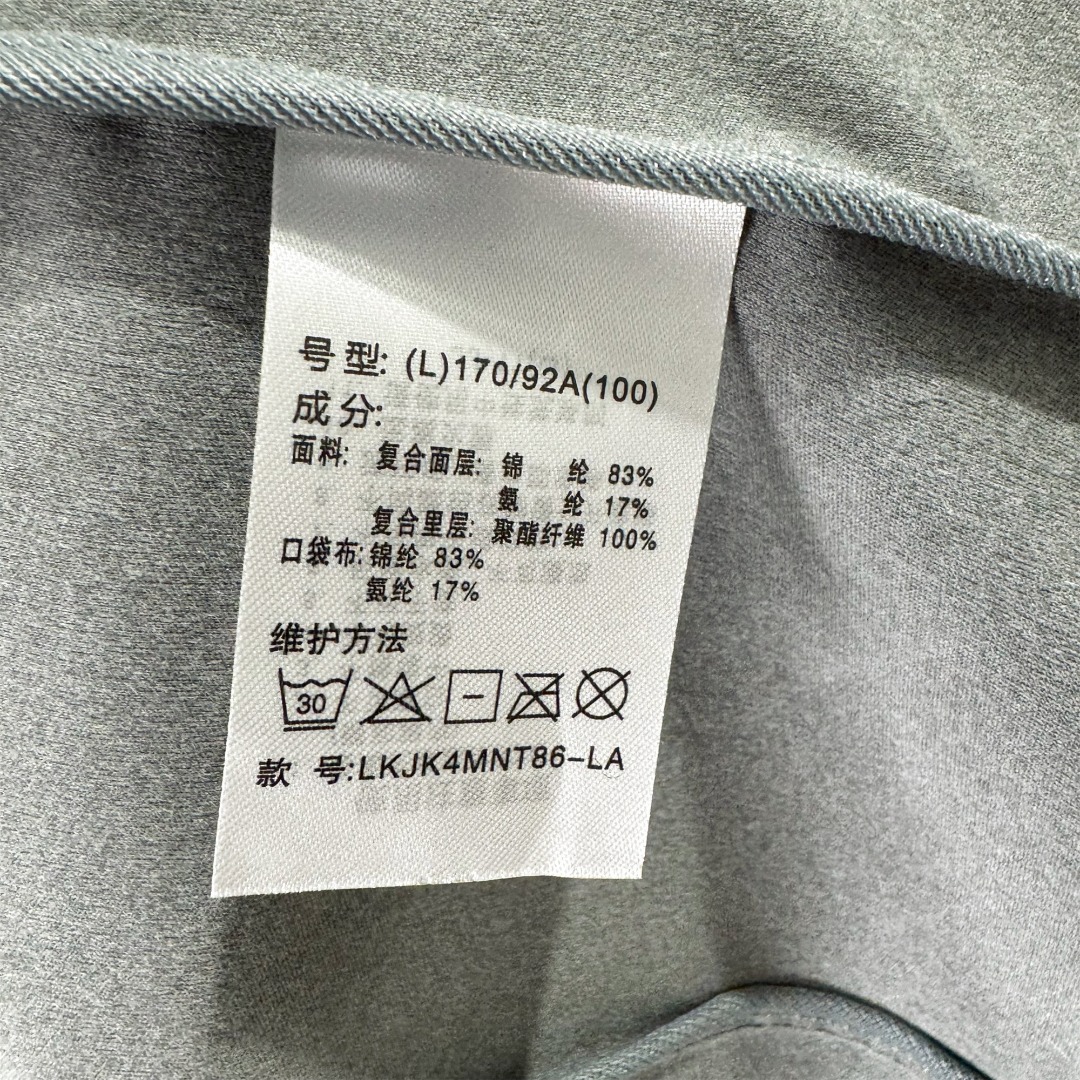 号型: (L)170/92A(100)
成分:
面料: 复合面层: 锦 纶 83%
氨 纶 17%
复合里层: 聚酯纤维 100%
口袋布: 锦纶 83%
氨纶 17%
维护方法
30
款 号:LKJK4MNT86-LA